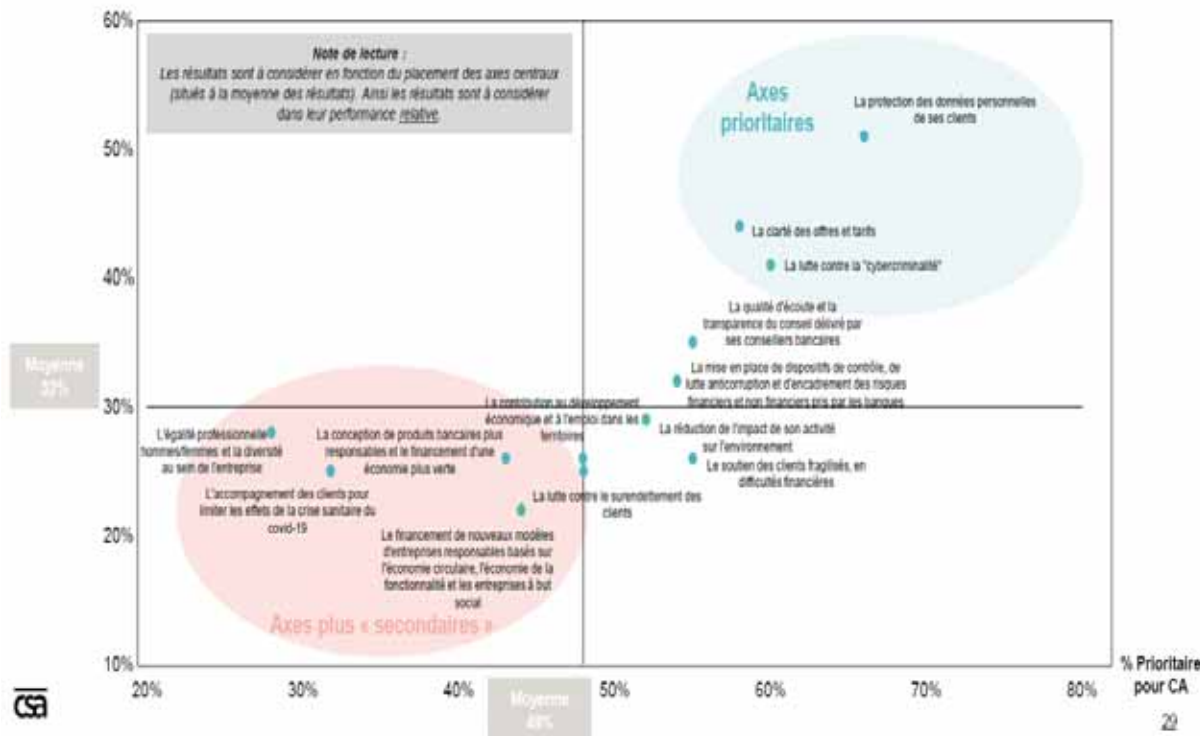 60%
Note de lecture :
Les résultats sont à considérer en fonction du placement des axes centraux
(situés à la moyenne des résultats). Ainsi les résultats sont à considérer
dans leur performance relative.
Axes
prioritaires
La protection des données personnelles
de ses clients
50%
La clarté des offres et tarifs
La lutte contre la "cybercriminalité"
40%
La qualité d'écoute et la
transparence du conseil délivré par
ses conseillers bancaires
Moyenne
La mise en place de dispositifs de contrôle, de
lutte anticorruption et d'encadrement des risques
financiers et non financiers pris par les banques
30%
La contribution au développement
économique et à l'emploi dans les
territoires
La réduction de l'impact de son activité
sur l'environnement
L'égalité professionnelle
hommes/femmes et la diversité
au sein de l'entreprise
La conception de produits bancaires plus
responsables et le financement d'une
économie plus verte
Le soutien des clients fragilisés, en
difficultés financières
L'accompagnement des clients pour
limiter les effets de la crise sanitaire du
covid-19
La lutte contre le surendettement des
clients
20%
Le financement de nouveaux modèles
d'entreprises responsables basés sur
l'économie circulaire, l'économie de la
fonctionnalité et les entreprises à but
social
Axes plus « secondaires »
10%
20%
30%
40%
50%
60%
70%
80%
% Prioritaire
pour CA
Moyenne
csa
29